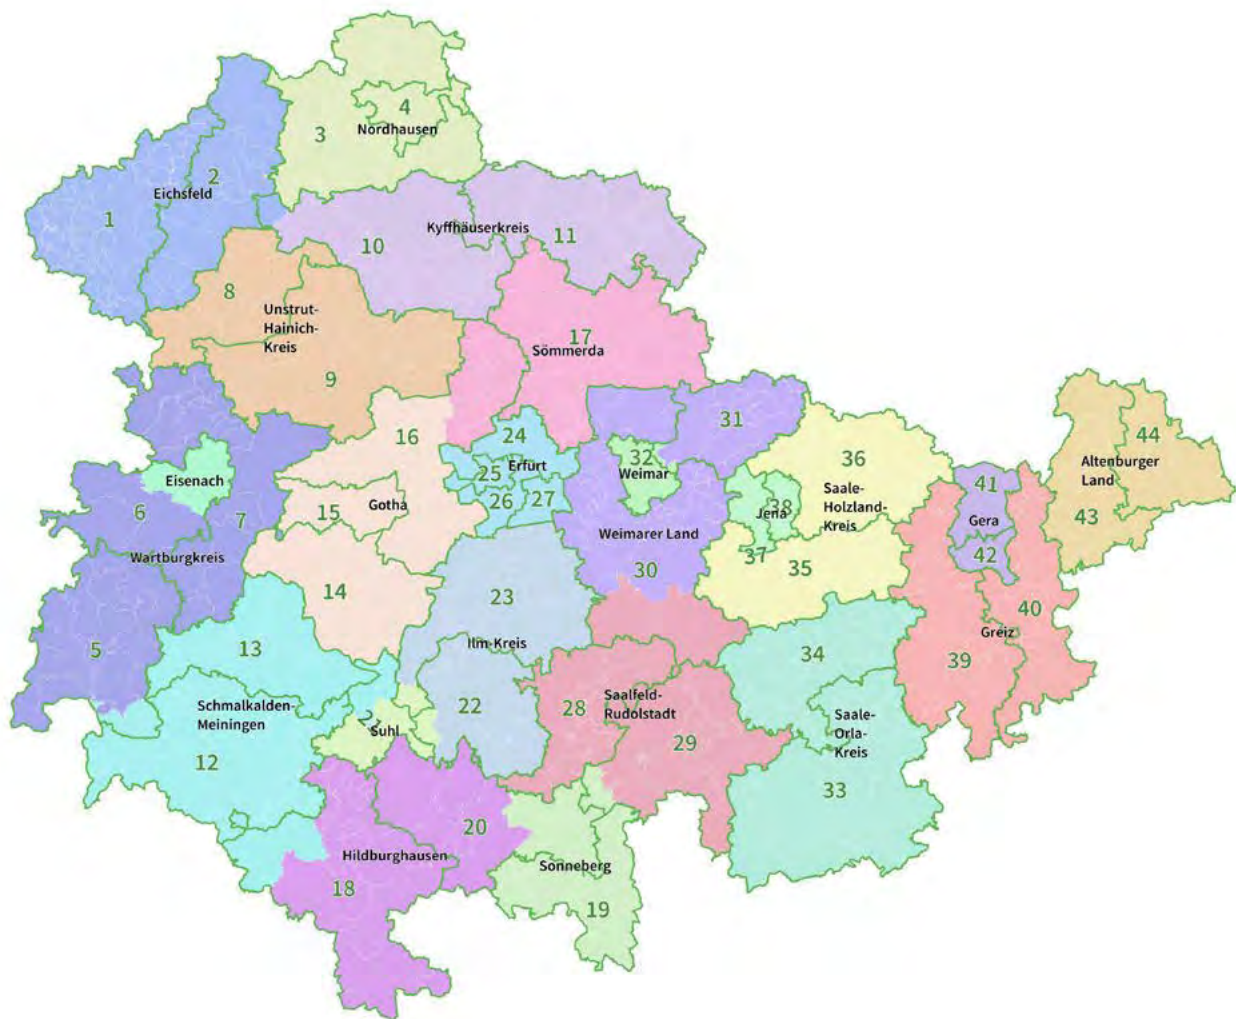 4
3
Nordhausen
2
Eichsfeld
1
Kyffhäuserkreis
11
10
8
Unstrut-
Hainich-
Kreis
9
17
Sömmerda
31
16
24
Erfurt
25
26
27
32
Weimar
36
Saale-
Holzland-
Kreis
38
Jena
37
35
41
Gera
42
44
Altenburger
Land
43
Eisenach
6
7
Wartburgkreis
5
15
Gotha
14
Weimarer Land
30
23
Ilm-Kreis
22
13
Schmalkalden-
Meiningen
12
21
Suhl
28
Saalfeld-
Rudolstadt
29
34
Saale-
Orla-
Kreis
33
40
Greiz
39
20
Hildburghausen
18
Sonneberg
19